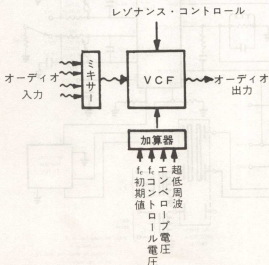 レゾナンス・コントロール
オーディオ
入力
ミキサー
VCF
オーディオ
出力
加算器
fc初期値
fcコントロール電圧
エンベロープ電圧
超低周波